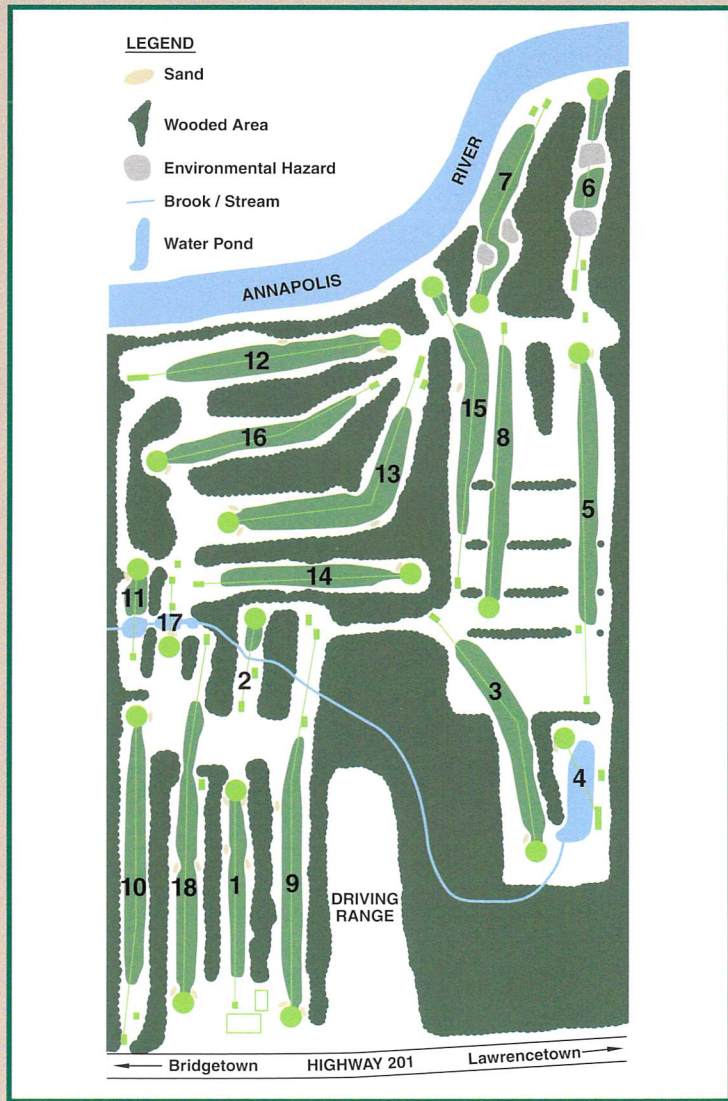 LEGEND
Sand
Wooded Area
Environmental Hazard
Brook / Stream
Water Pond
ANNAPOLIS
RIVER
7
6
12
16
15
8
13
5
14
11
17
2
3
4
10
18
1
9
DRIVING
RANGE
Bridgetown
HIGHWAY 201
Lawrencetown